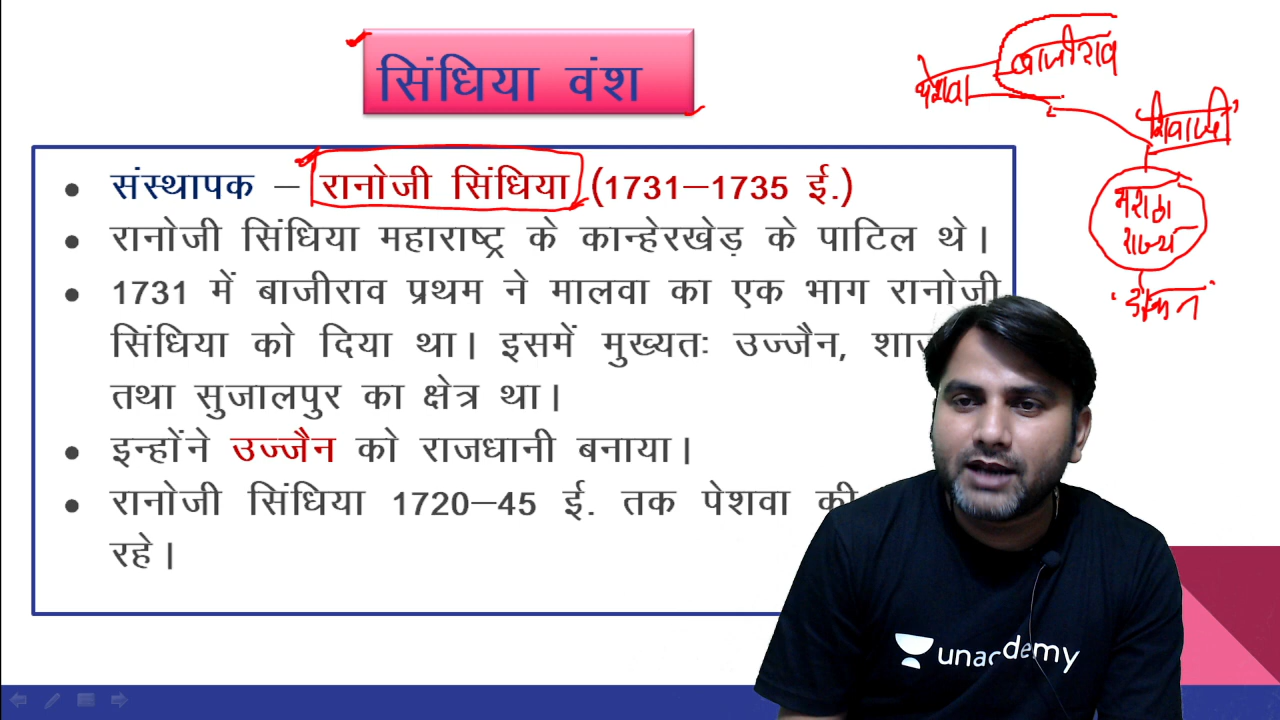 सिंधिया वंश
पेशवा
बाजीराव
'शिवाजी'
मराठा
राज्य
'डेक्कन'
• संस्थापक – रानोजी सिंधिया (1731–1735 ई.)
• रानोजी सिंधिया महाराष्ट्र के कान्हेरखेड़ के पाटिल थे।
• 1731 में बाजीराव प्रथम ने मालवा का एक भाग रानोजी
सिंधिया को दिया था। इसमें मुख्यतः उज्जैन,
तथा सुजालपुर का क्षेत्र था।
• इन्होंने उज्जैन को राजधानी बनाया।
• रानोजी सिंधिया 1720–45 ई. तक पेशवा की
रहे।
unacademy